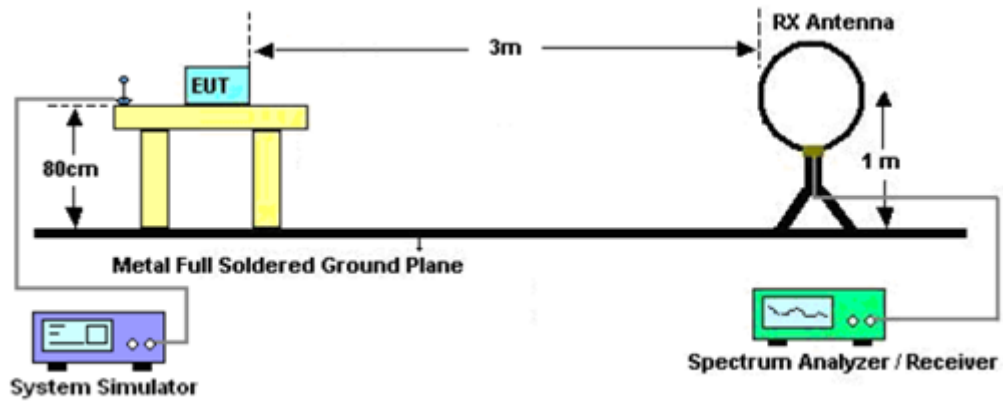 RX Antenna
3m
EUT
80cm
1 m
Metal Full Soldered Ground Plane
System Simulator
Spectrum Analyzer / Receiver